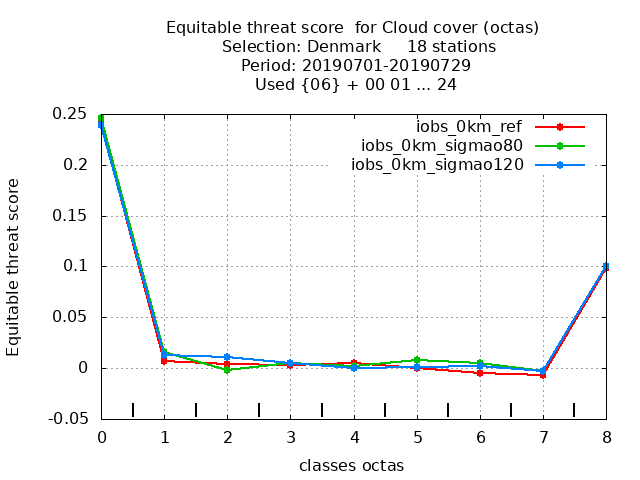 Equitable threat score  for Cloud cover (octas)
Selection: Denmark     18 stations
Period: 20190701-20190729
Used {06} + 00 01 ... 24
iobs_0km_ref
iobs_0km_sigmao80
iobs_0km_sigmao120
Equitable threat score
0.25
0.2
0.15
0.1
0.05
0
-0.05
0 1 2 3 4 5 6 7 8
classes octas